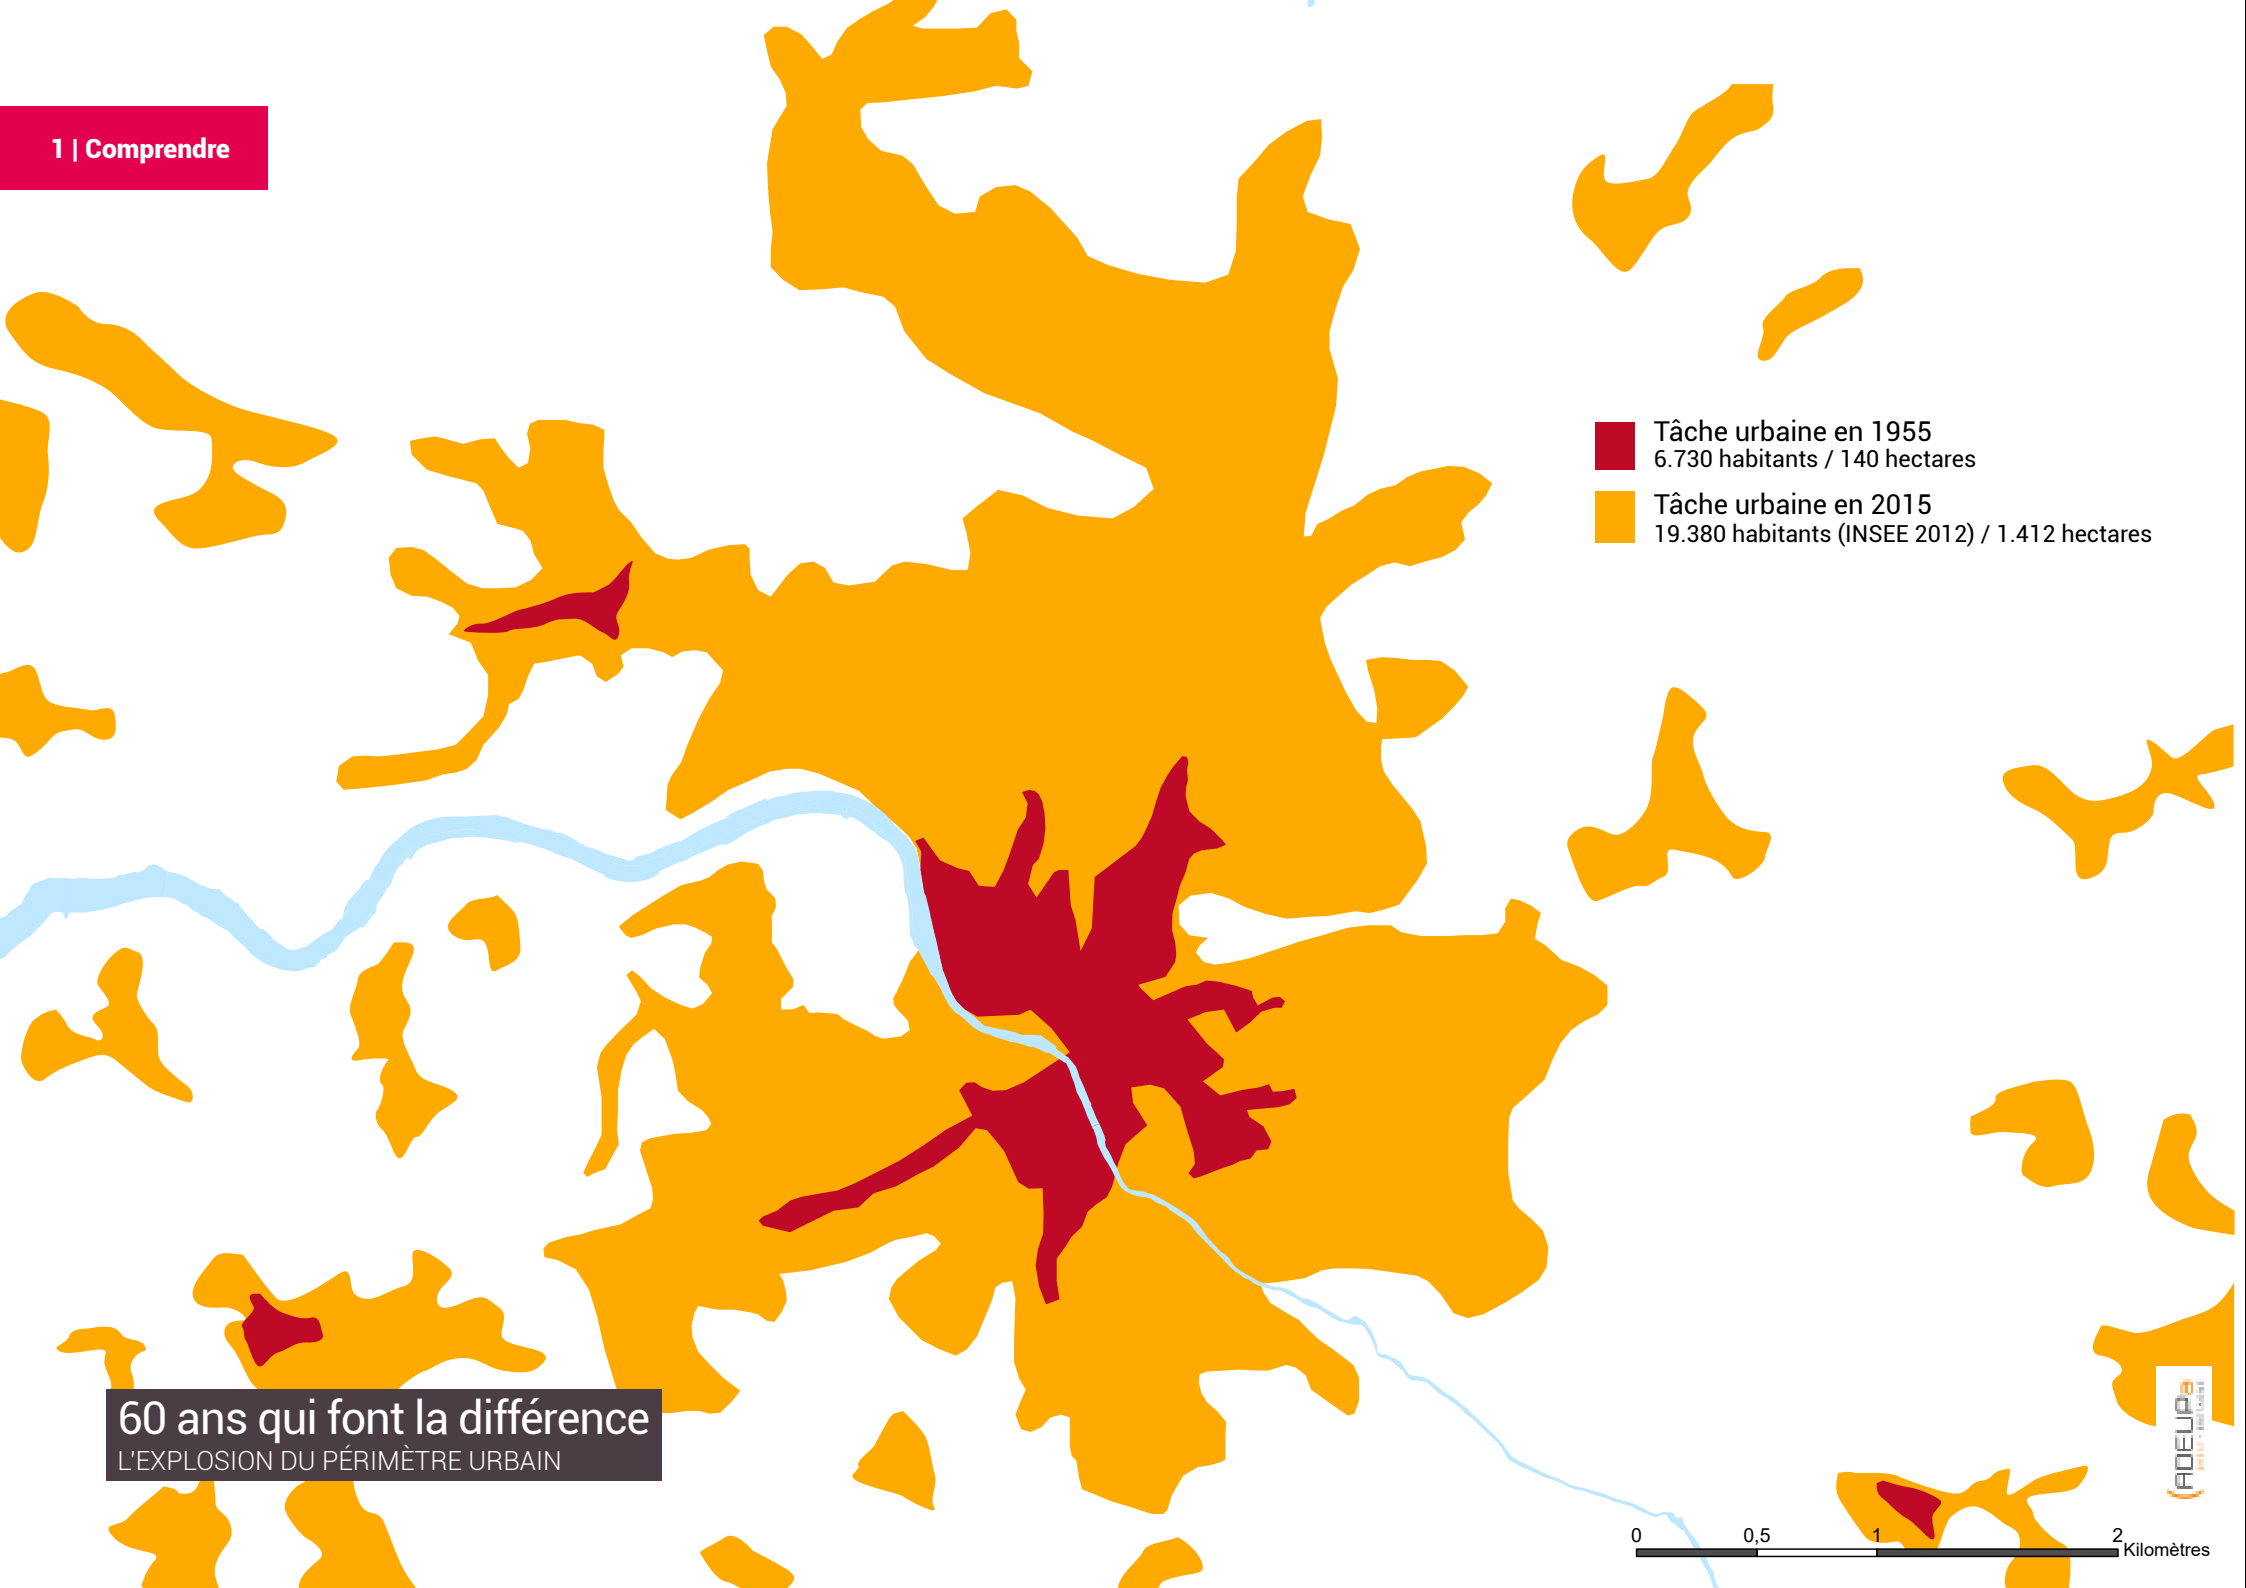 1 | Comprendre
Tâche urbaine en 1955
6.730 habitants / 140 hectares
Tâche urbaine en 2015
19.380 habitants (INSEE 2012) / 1.412 hectares
60 ans qui font la différence
L'EXPLOSION DU PÉRIMÈTRE URBAIN
ADEUPa
0 0,5 1 2
Kilomètres